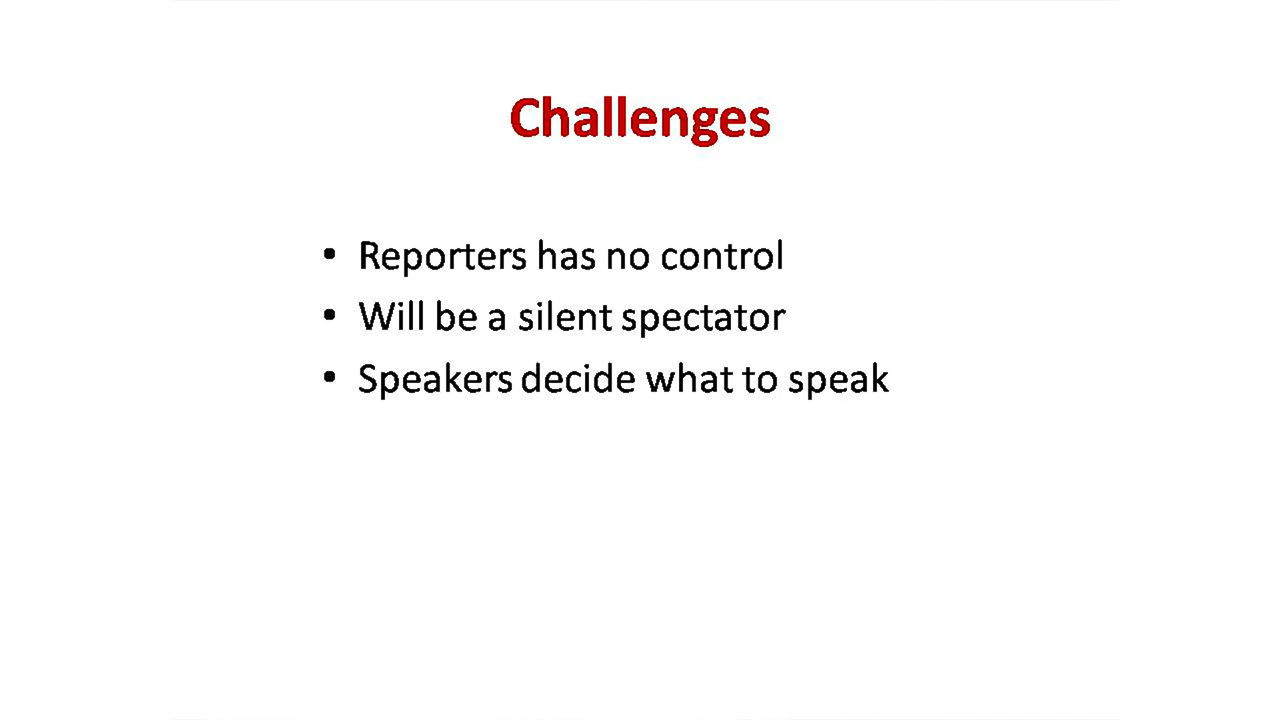 Challenges
• Reporters has no control
• Will be a silent spectator
• Speakers decide what to speak